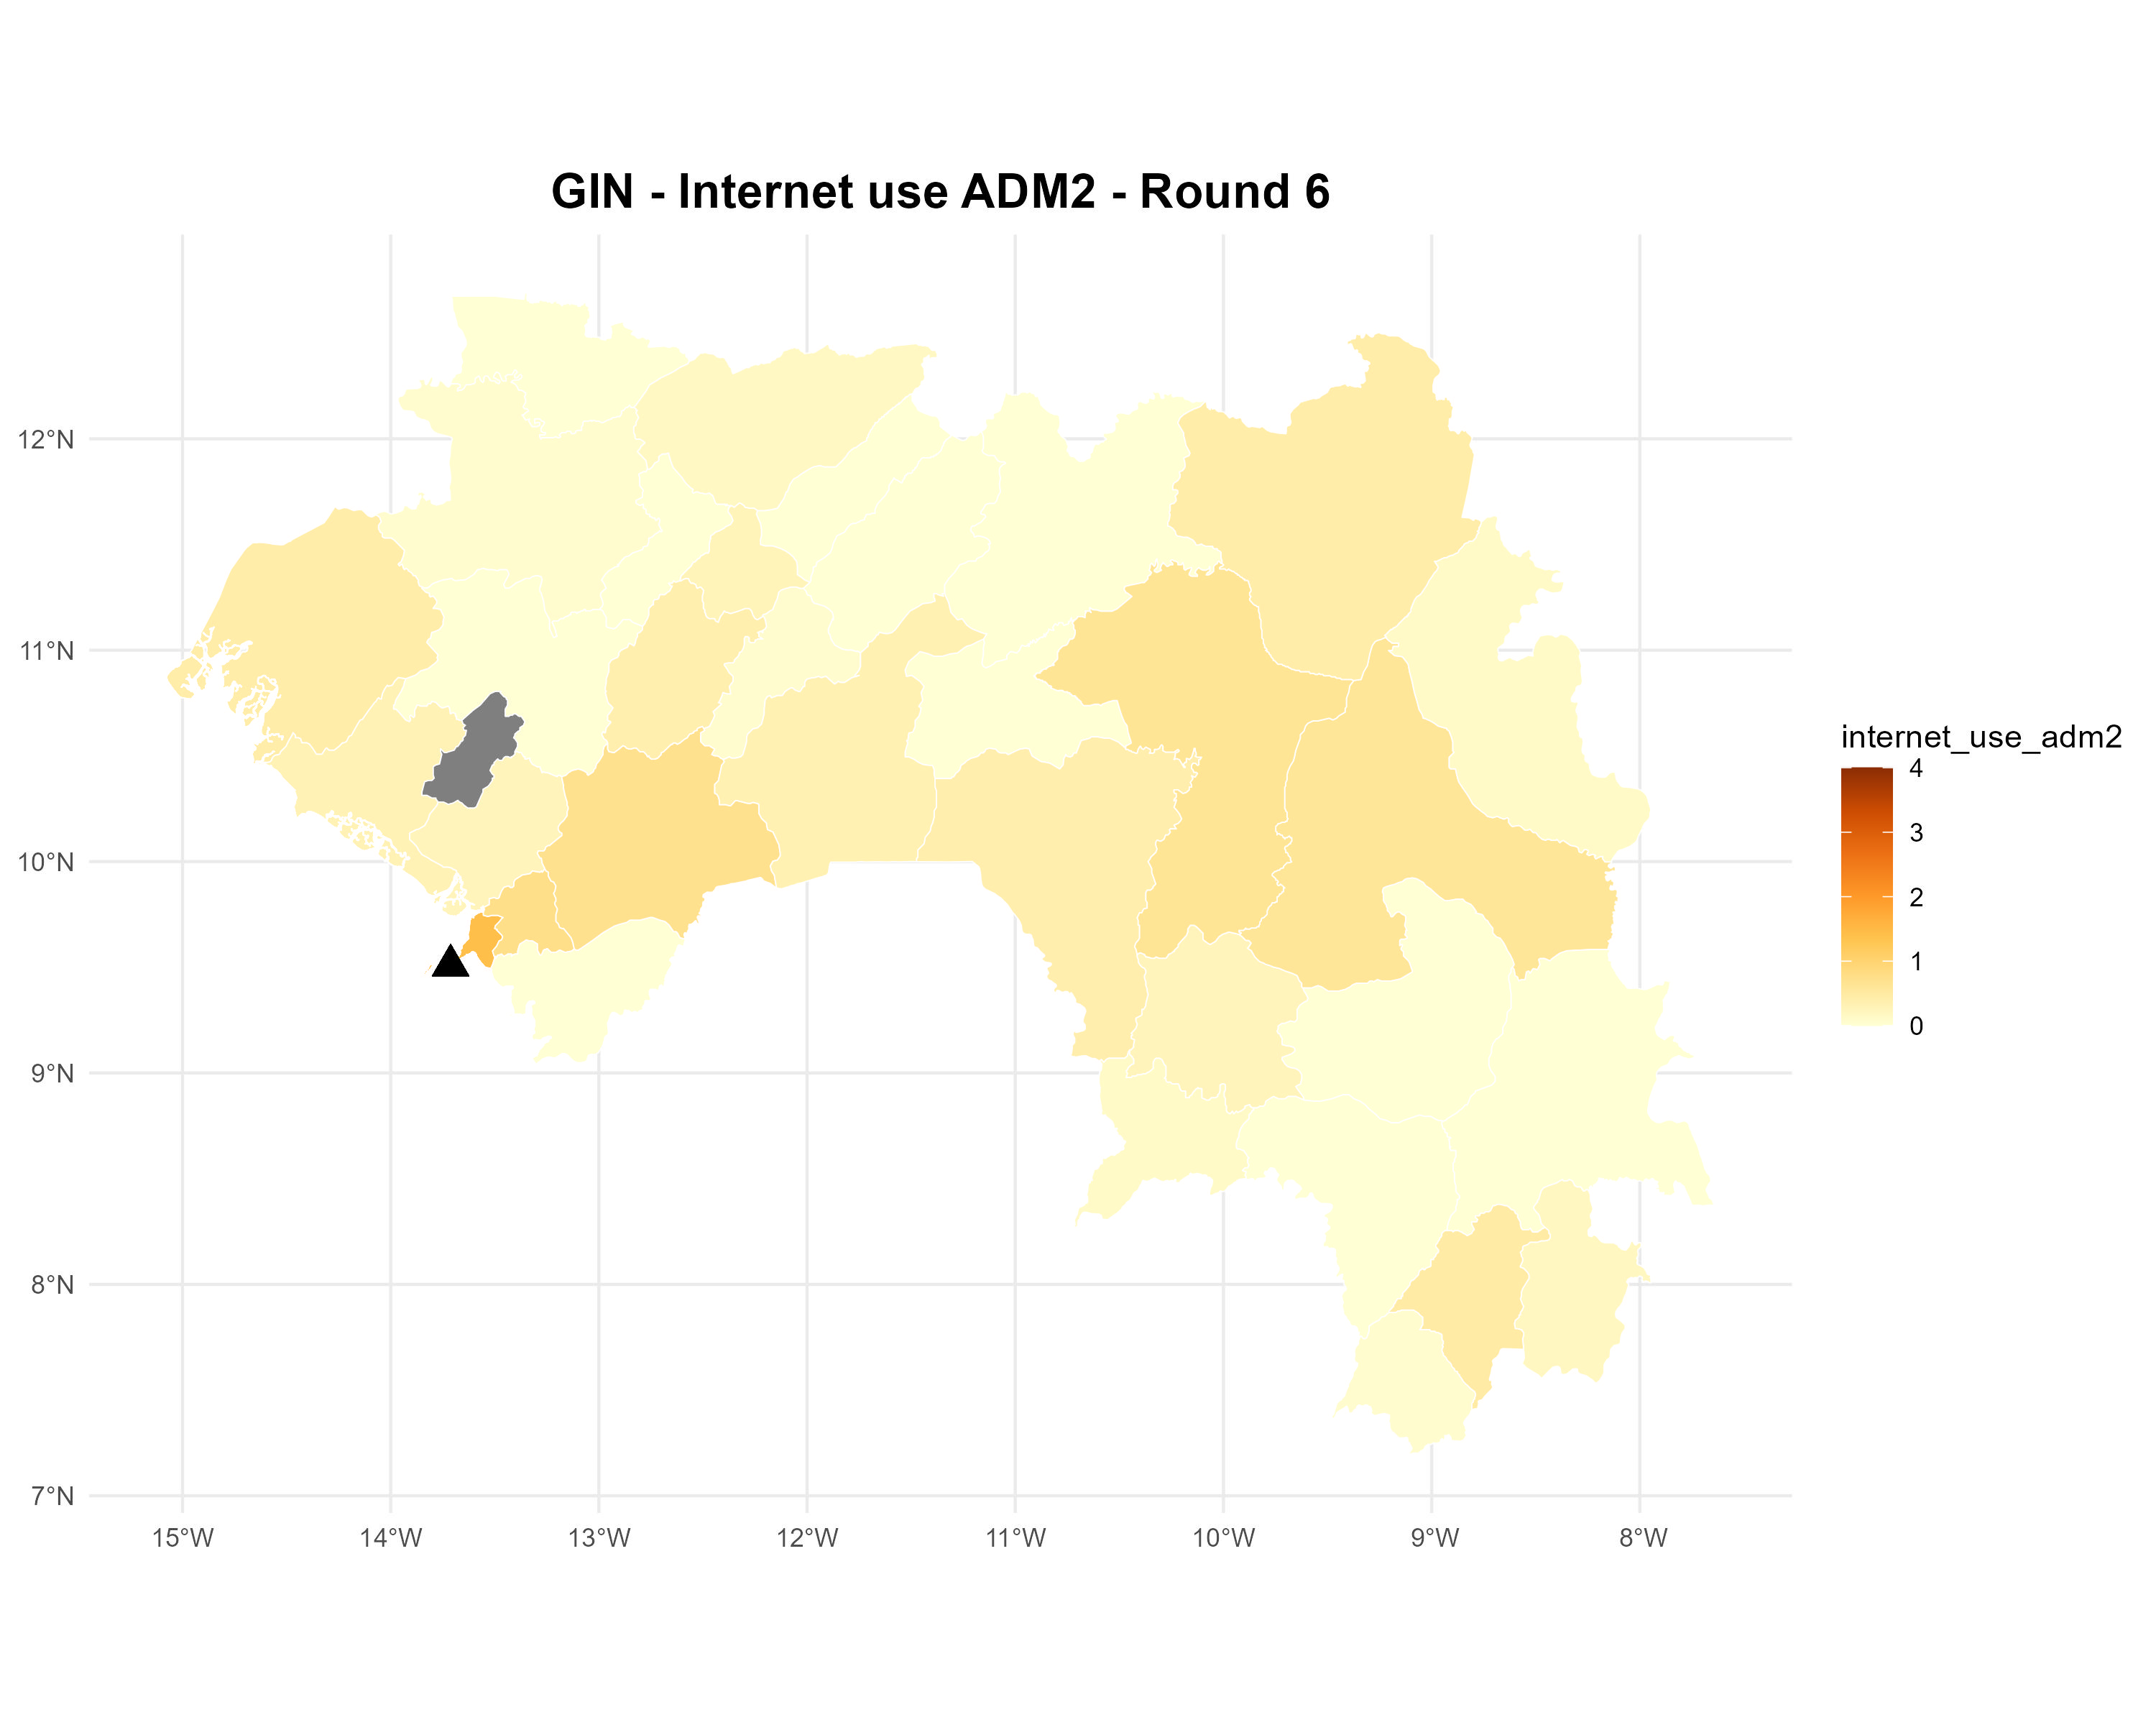 GIN - Internet use ADM2 - Round 6
12°N
11°N
10°N
9°N
8°N
7°N
15°W 14°W 13°W 12°W 11°W 10°W 9°W 8°W
internet_use_adm2
4
3
2
1
0